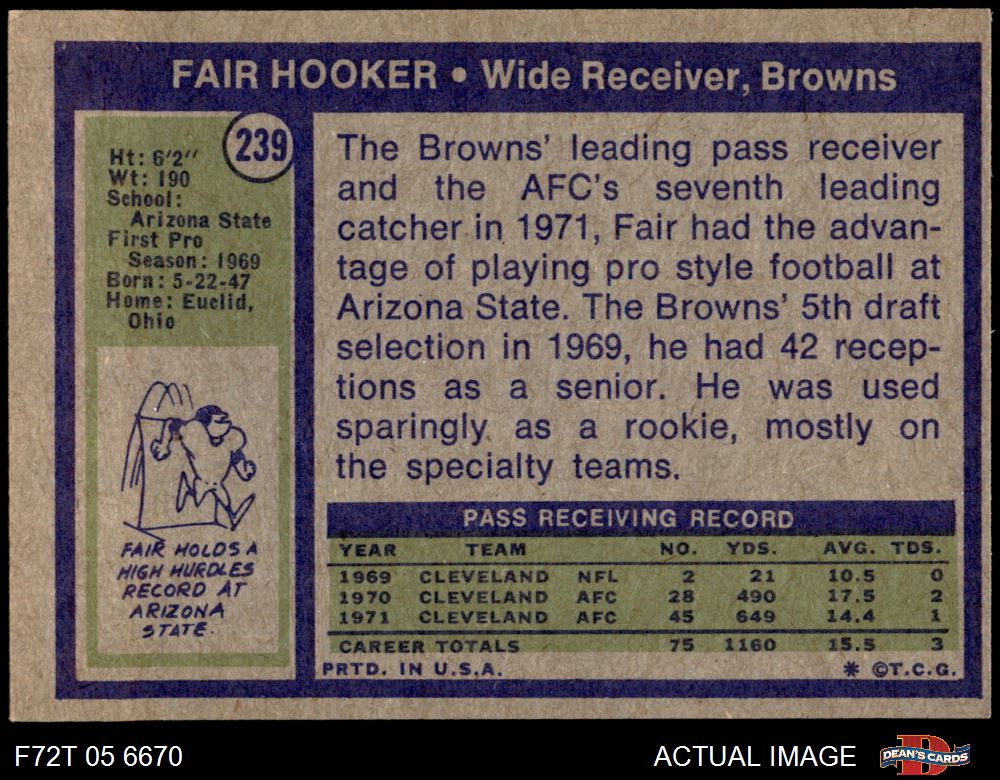 FAIR HOOKER • Wide Receiver, Browns
239
Ht: 6'2''
Wt: 190
School:
Arizona State
First Pro
Season: 1969
Born: 5-22-47
Home: Euclid,
Ohio
FAIR HOLDS A
HIGH HURDLES
RECORD AT
ARIZONA
STATE.
The Browns' leading pass receiver
and the AFC's seventh leading
catcher in 1971, Fair had the advan-
tage of playing pro style football at
Arizona State. The Browns' 5th draft
selection in 1969, he had 42 recep-
tions as a senior. He was used
sparingly as a rookie, mostly on
the specialty teams.
PASS RECEIVING RECORD
YEAR TEAM NO. YDS. AVG. TDS.
1969 CLEVELAND NFL 2 21 10.5 0
1970 CLEVELAND AFC 28 490 17.5 2
1971 CLEVELAND AFC 45 649 14.4 1
CAREER TOTALS 75 1160 15.5 3
PRTD. IN U.S.A. * ©T.C.G.
F72T 05 6670 ACTUAL IMAGE DEAN'S CARDS